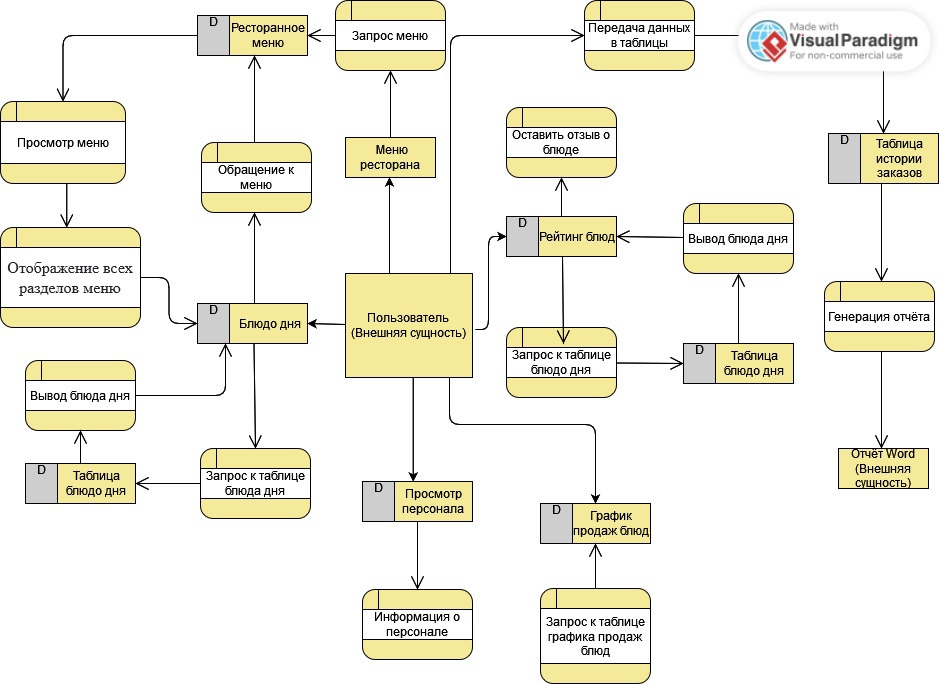 D
Ресторанное
меню
Запрос меню
Передача данных
в таблицы
Made with
Visual Paradigm
For non-commercial use
Просмотр меню
Обращение к
меню
Меню
ресторана
Оставить отзыв о
блюде
D
Таблица
истории
заказов
Отображение всех
разделов меню
D
Рейтинг блюд
Вывод блюда дня
D
Блюдо дня
Пользователь
(Внешняя сущность)
Генерация отчёта
Запрос к таблице
блюдо дня
D
Таблица
блюдо дня
Вывод блюда дня
D
Таблица
блюдо дня
Запрос к таблице
блюда дня
D
Просмотр
персонала
D
График
продаж блюд
Отчёт Word
(Внешняя
сущность)
Информация о
персонале
Запрос к таблице
графика продаж
блюд